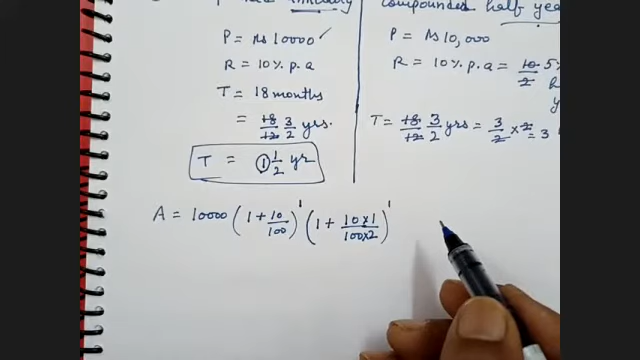 annually
P = Rs 10000 ✓
R = 10% p.a
T = 18 months
= 18/12 3/2 yrs.
T = 1 1/2 yr
compounded half yea
P = Rs 10,000
R = 10% p.a = 10/2 5%
T = 18/12 3/2 yrs = 3/2 × 2 = 3
A = 10000 (1 + 10/100)^1 (1 + 10×1/100×2)^1